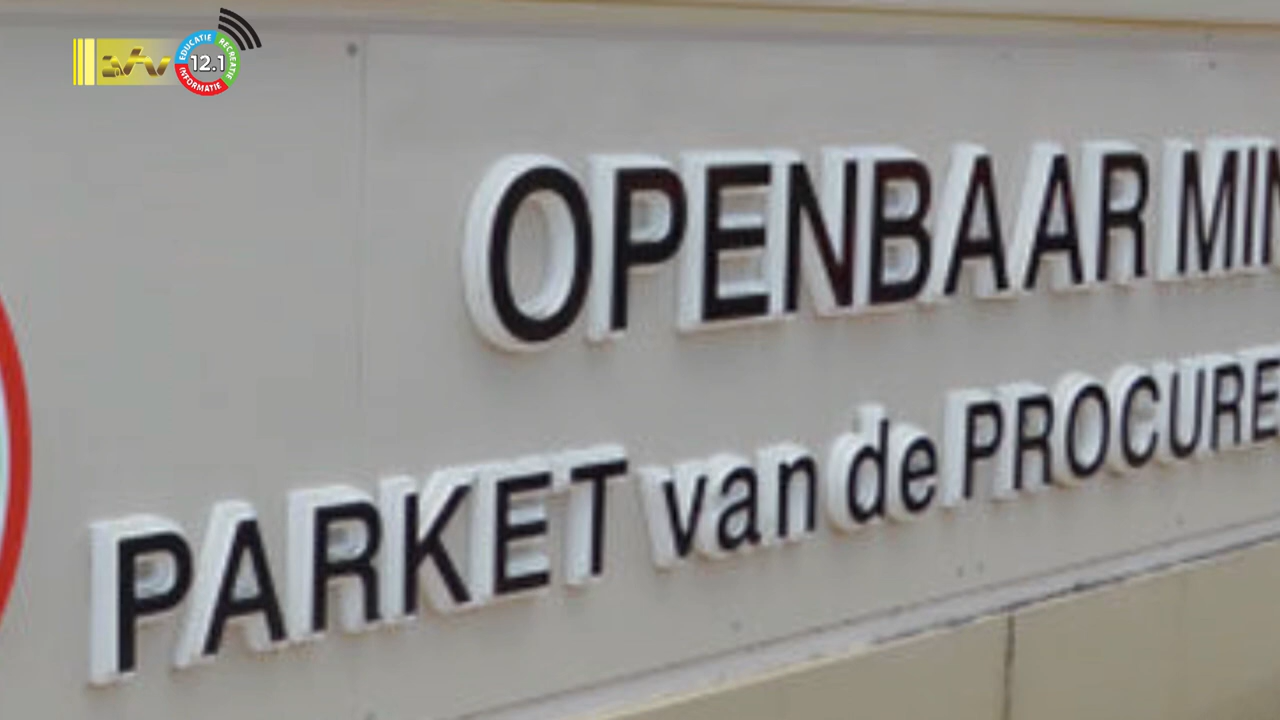 EDUCATIE
RECREATIE
12.1
INFORMATIE
OPENBAAR MIN
PARKET van de PROCURE